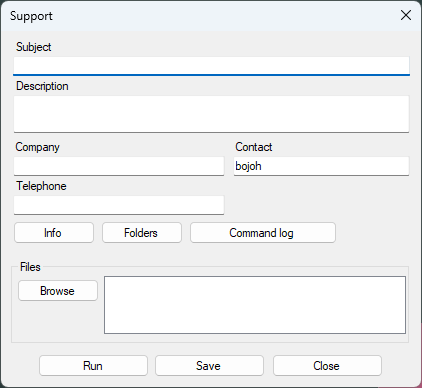 Support
Subject
Description
Company Contact
bojoh
Telephone
Info Folders Command log
Files
Browse
Run Save Close